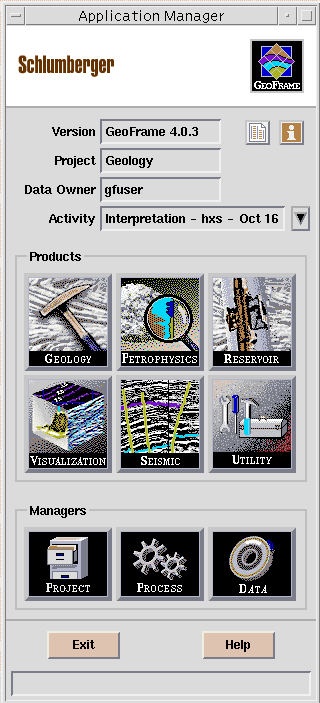 Application Manager
Schlumberger
GEOFRAME
Version GeoFrame 4.0.3
Project Geology
Data Owner gfuser
Activity Interpretation - hxs - Oct 16
Products
GEOLOGY PETROPHYSICS RESERVOIR
VISUALIZATION SEISMIC UTILITY
Managers
PROJECT PROCESS DATA
Exit Help